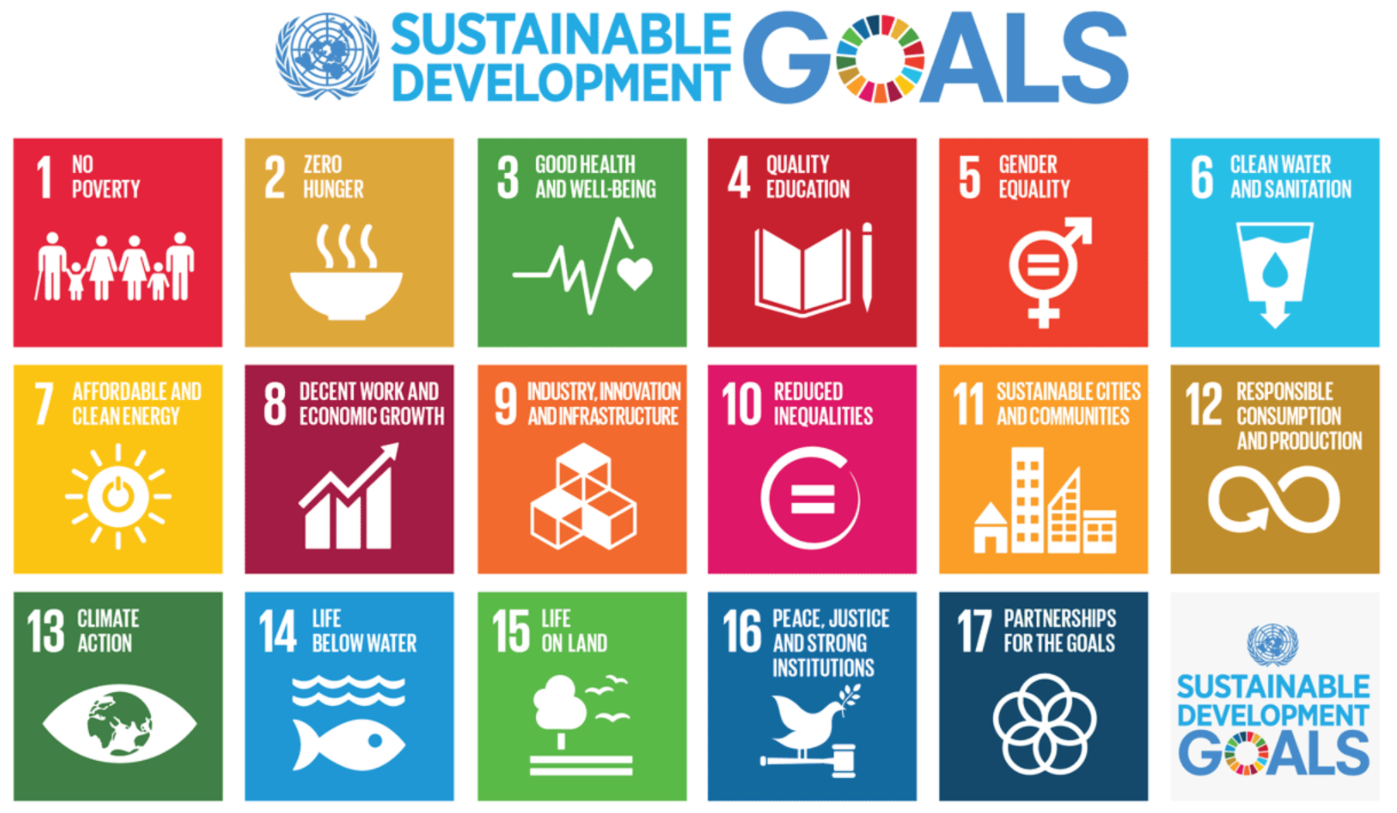 SUSTAINABLE
DEVELOPMENT
GOALS
1 NO
POVERTY
2 ZERO
HUNGER
3 GOOD HEALTH
AND WELL-BEING
4 QUALITY
EDUCATION
5 GENDER
EQUALITY
6 CLEAN WATER
AND SANITATION
7 AFFORDABLE AND
CLEAN ENERGY
8 DECENT WORK AND
ECONOMIC GROWTH
9 INDUSTRY, INNOVATION
AND INFRASTRUCTURE
10 REDUCED
INEQUALITIES
11 SUSTAINABLE CITIES
AND COMMUNITIES
12 RESPONSIBLE
CONSUMPTION
AND PRODUCTION
13 CLIMATE
ACTION
14 LIFE
BELOW WATER
15 LIFE
ON LAND
16 PEACE, JUSTICE
AND STRONG
INSTITUTIONS
17 PARTNERSHIPS
FOR THE GOALS
SUSTAINABLE
DEVELOPMENT
GOALS